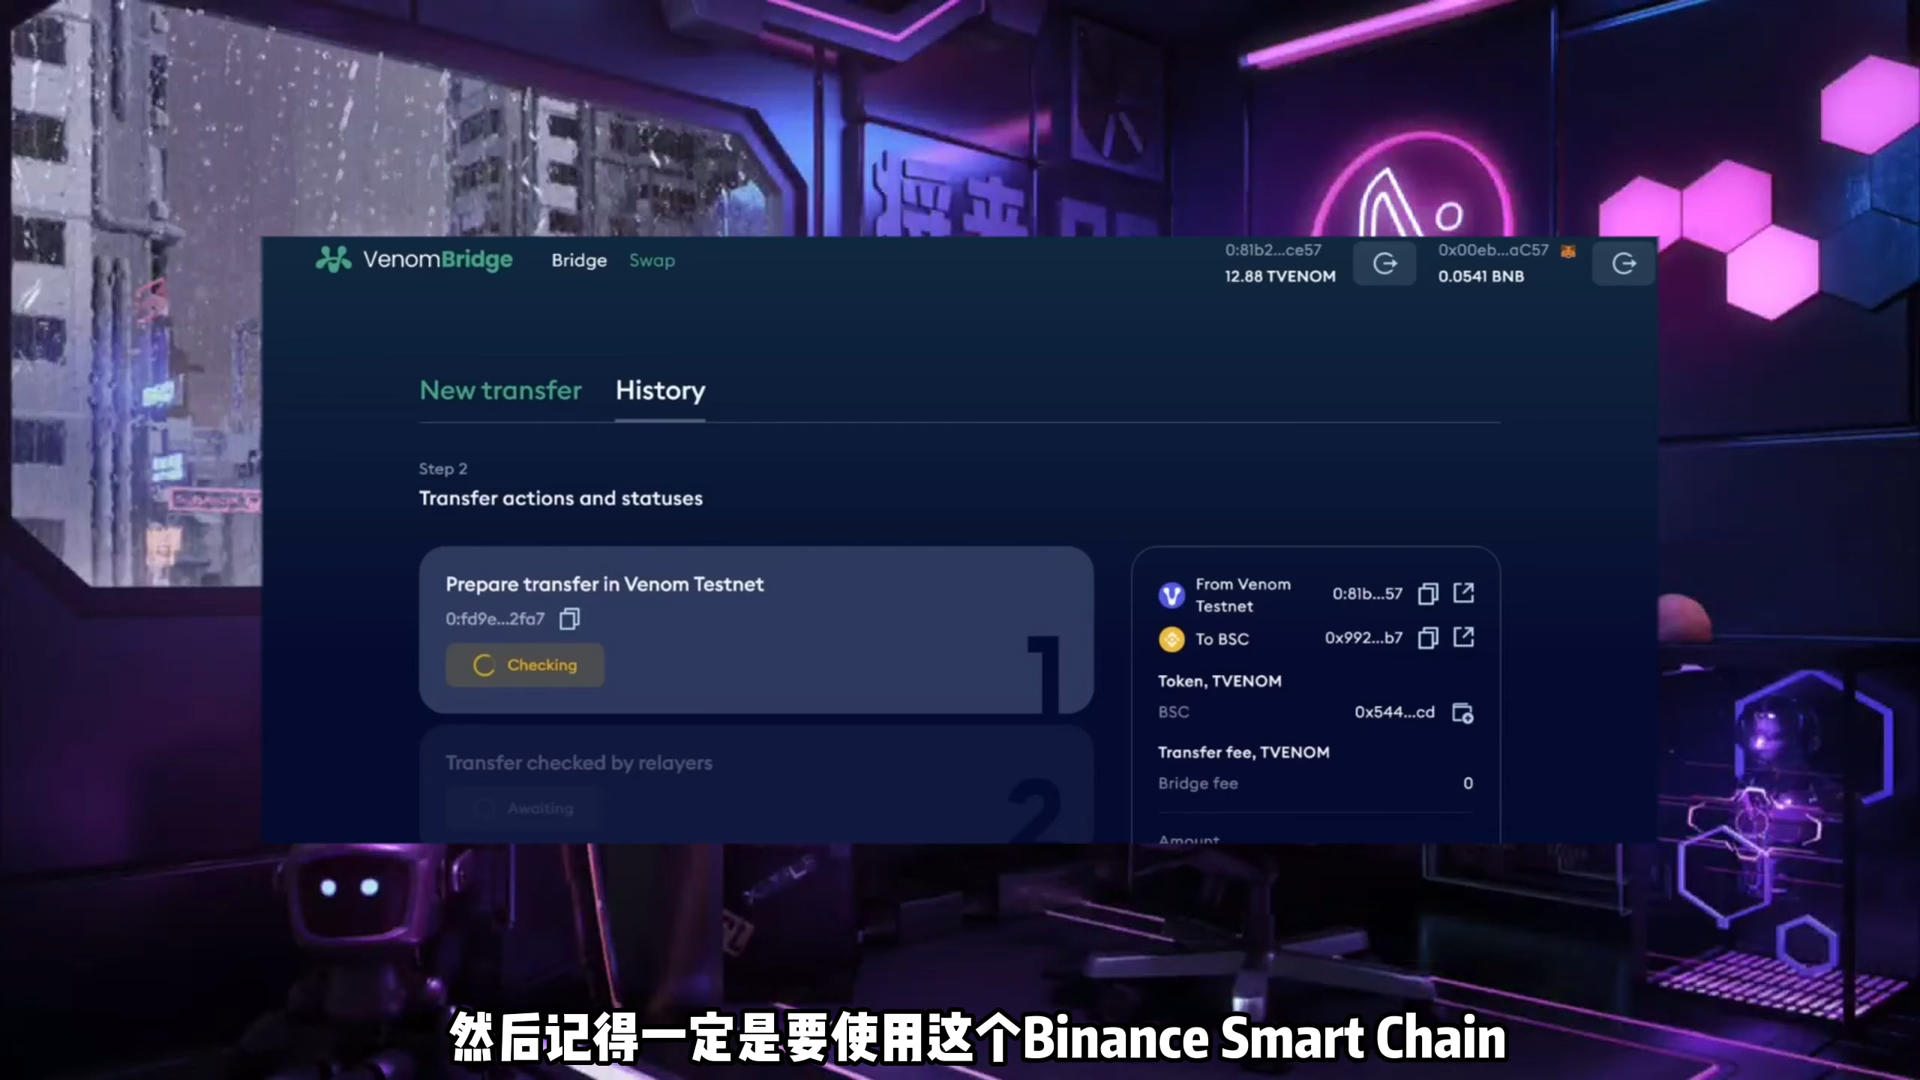 VenomBridge Bridge Swap
0:81b2...ce57
12.88 TVENOM
0x00eb...aC57
0.0541 BNB
New transfer History
Step 2
Transfer actions and statuses
Prepare transfer in Venom Testnet
0:fd9e...2fa7
Checking
1
Transfer checked by relayers
Awaiting
2
From Venom Testnet 0:81b...57
To BSC 0x992...b7
Token, TVENOM
BSC 0x544...cd
Transfer fee, TVENOM
Bridge fee 0
Amount
然后记得一定是要使用这个Binance Smart Chain